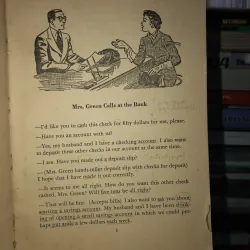 Mrs. Green Calls at the Bank
—I'd like you to cash this check for fifty dollars for me, please.
—Have you an account with us?
—Yes, my husband and I have a checking account. I also want
to deposit these other checks in our account at the same time.
—I see. Have you made out a deposit slip?
—(Mrs. Green hands teller deposit slip with checks for deposit)
I hope that I have made it out correctly.
—It seems to me all right. How do you want this other check
cashed, Mrs. Green? Will five tens be all right?
—That will be fine. (Accepts bills) I also want to ask you about
starting a savings account. My husband and I have been think-
ing of opening a small savings account in which we could per-
haps put away a few dollars each week.